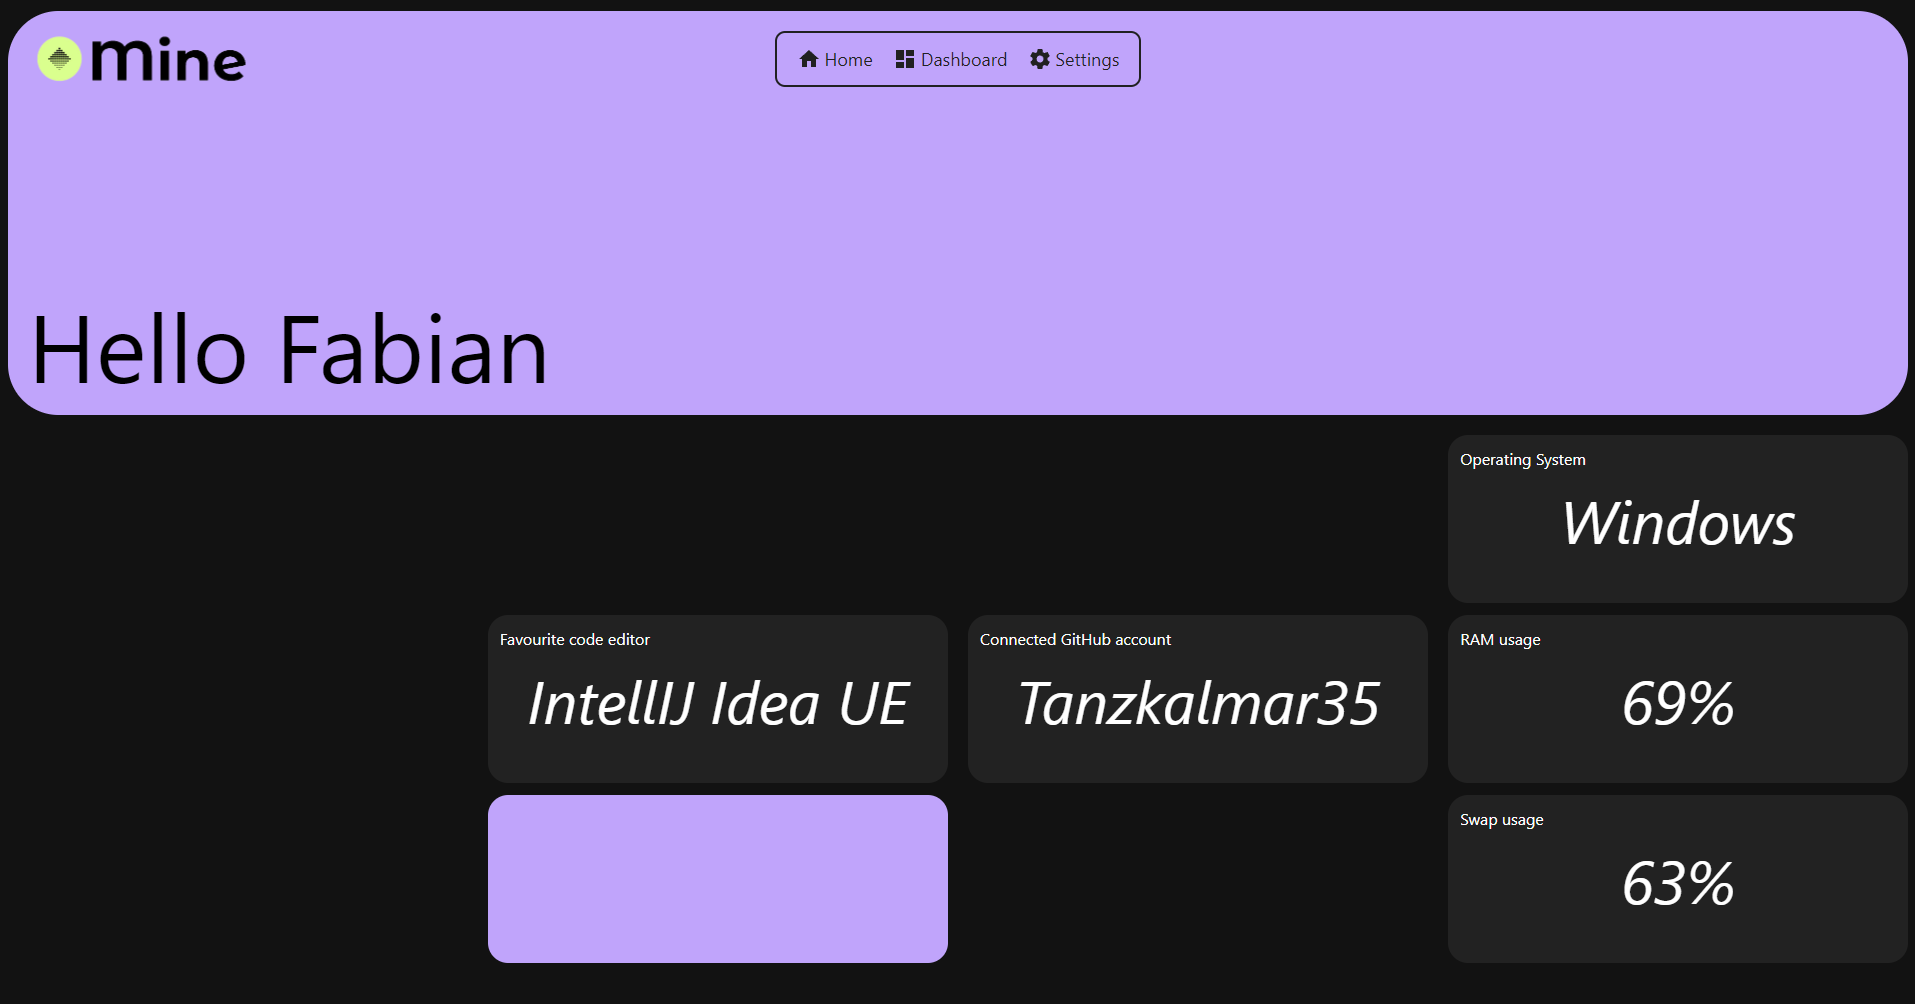 mine
Home Dashboard Settings
Hello Fabian
Operating System
Windows
Favourite code editor
IntellIJ Idea UE
Connected GitHub account
Tanzkalmar35
RAM usage
69%
Swap usage
63%